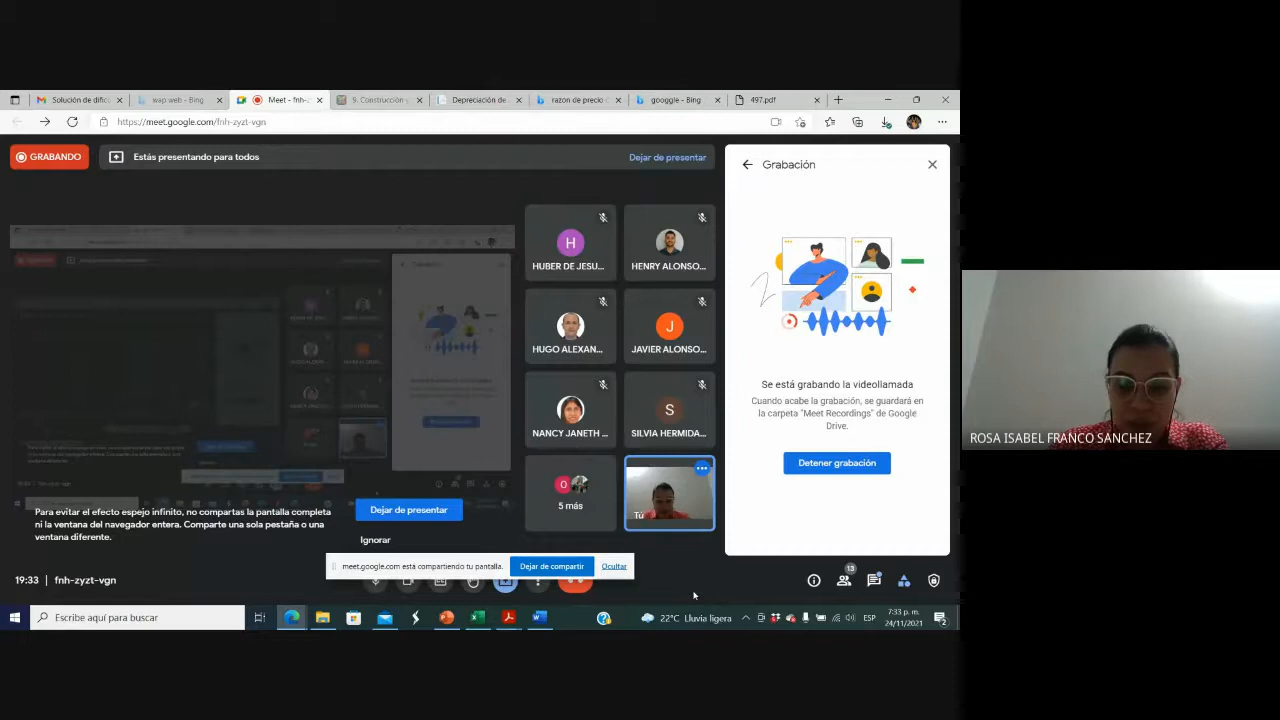 Solución de dific
wap web - Bing
Meet - fnh-
9. Construcción
Depreciación de
razon de precio
googgle - Bing
497.pdf
https://meet.google.com/fnh-zyzt-vgn
GRABANDO
Estás presentando para todos
Dejar de presentar
Grabación
H
HUBER DE JESU...
HENRY ALONSO...
HUGO ALEXAN...
J
JAVIER ALONSO...
NANCY JANETH ...
S
SILVIA HERMIDA...
O
5 más
Tú
Se está grabando la videollamada
Cuando acabe la grabación, se guardará
en la carpeta "Meet Recordings" de Google
Drive.
Detener grabación
ROSA ISABEL FRANCO SANCHEZ
Para evitar el efecto espejo infinito, no compartas la pantalla completa
ni la ventana del navegador entera. Comparte una sola pestaña o una
ventana diferente.
Dejar de presentar
Ignorar
meet.google.com está compartiendo tu pantalla.
Dejar de compartir
Ocultar
19:33 | fnh-zyzt-vgn
13
Escribe aquí para buscar
22°C Lluvia ligera
ESP
7:33 p. m.
24/11/2021
2